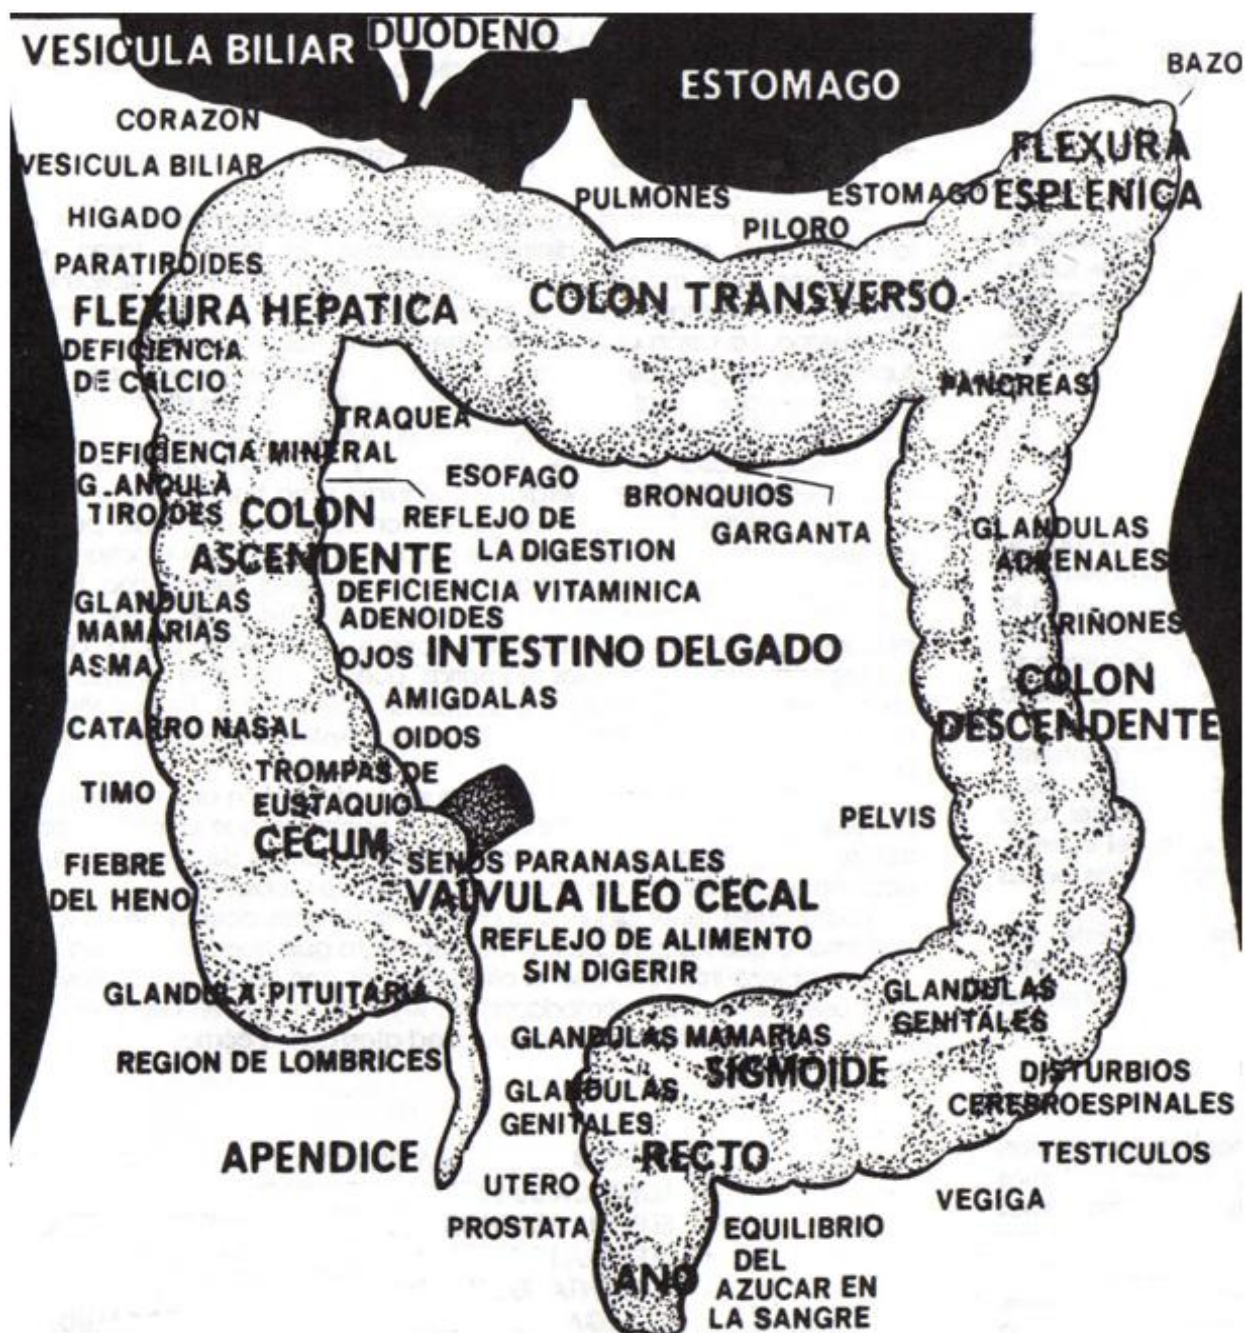 VESICULA BILIAR
DUODENO
ESTOMAGO
BAZO
CORAZON
VESICULA BILIAR
HIGADO
PARATIROIDES
FLEXURA HEPATICA
DEFICIENCIA
DE CALCIO
PULMONES
PILORO
ESTOMAGO
FLEXURA
ESPLENICA
COLON TRANSVERSO
PANCREAS
TRAQUEA
DEFICIENCIA MINERAL
GLANDULA
TIROIDES
COLON
ASCENDENTE
ESOFAGO
REFLEJO DE
LA DIGESTION
BRONQUIOS
GARGANTA
GLANDULAS
ADRENALES
DEFICIENCIA VITAMINICA
ADENOIDES
GLANDULAS
MAMARIAS
ASMA
OJOS
INTESTINO DELGADO
RIÑONES
COLON
DESCENDENTE
AMIGDALAS
CATARRO NASAL
OIDOS
TROMPAS DE
EUSTAQUIO
TIMO
CECUM
PELVIS
FIEBRE
DEL HENO
SENOS PARANASALES
VALVULA ILEO CECAL
REFLEJO DE ALIMENTO
SIN DIGERIR
GLANDULA PITUITARIA
GLANDULAS
GENITALES
REGION DE LOMBRICES
GLANDULAS MAMARIAS
SIGMOIDE
GLANDULAS
GENITALES
DISTURBIOS
CEREBROESPINALES
APENDICE
RECTO
TESTICULOS
UTERO
PROSTATA
VEGIGA
EQUILIBRIO
DEL
AZUCAR EN
LA SANGRE
ANO